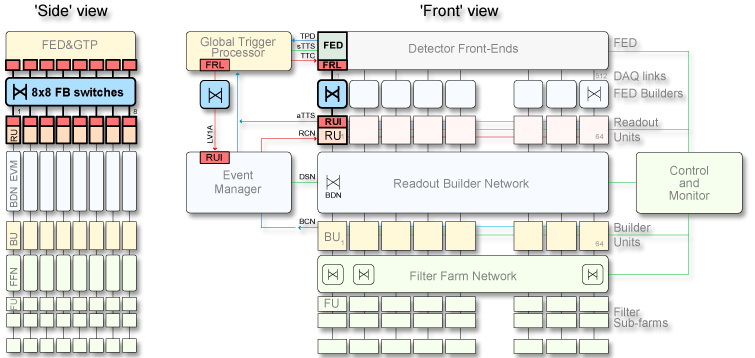 'Side' view
FED&GTP
8x8 FB switches
1
8
RU
BDN EVM
BU
FFN
FU
'Front' view
Global Trigger
Processor
FRL
TPD
sTTS
TTC
FED
FRL
Detector Front-Ends
FED
1
512
DAQ links
FED Builders
LV1A
aTTS
RCN
RUI
RU
1
64
Readout
Units
RUI
Event
Manager
DSN
BDN
Readout Builder Network
Control
and
Monitor
BCN
BU
1
64
Builder
Units
Filter Farm Network
FU
Filter
Sub-farms